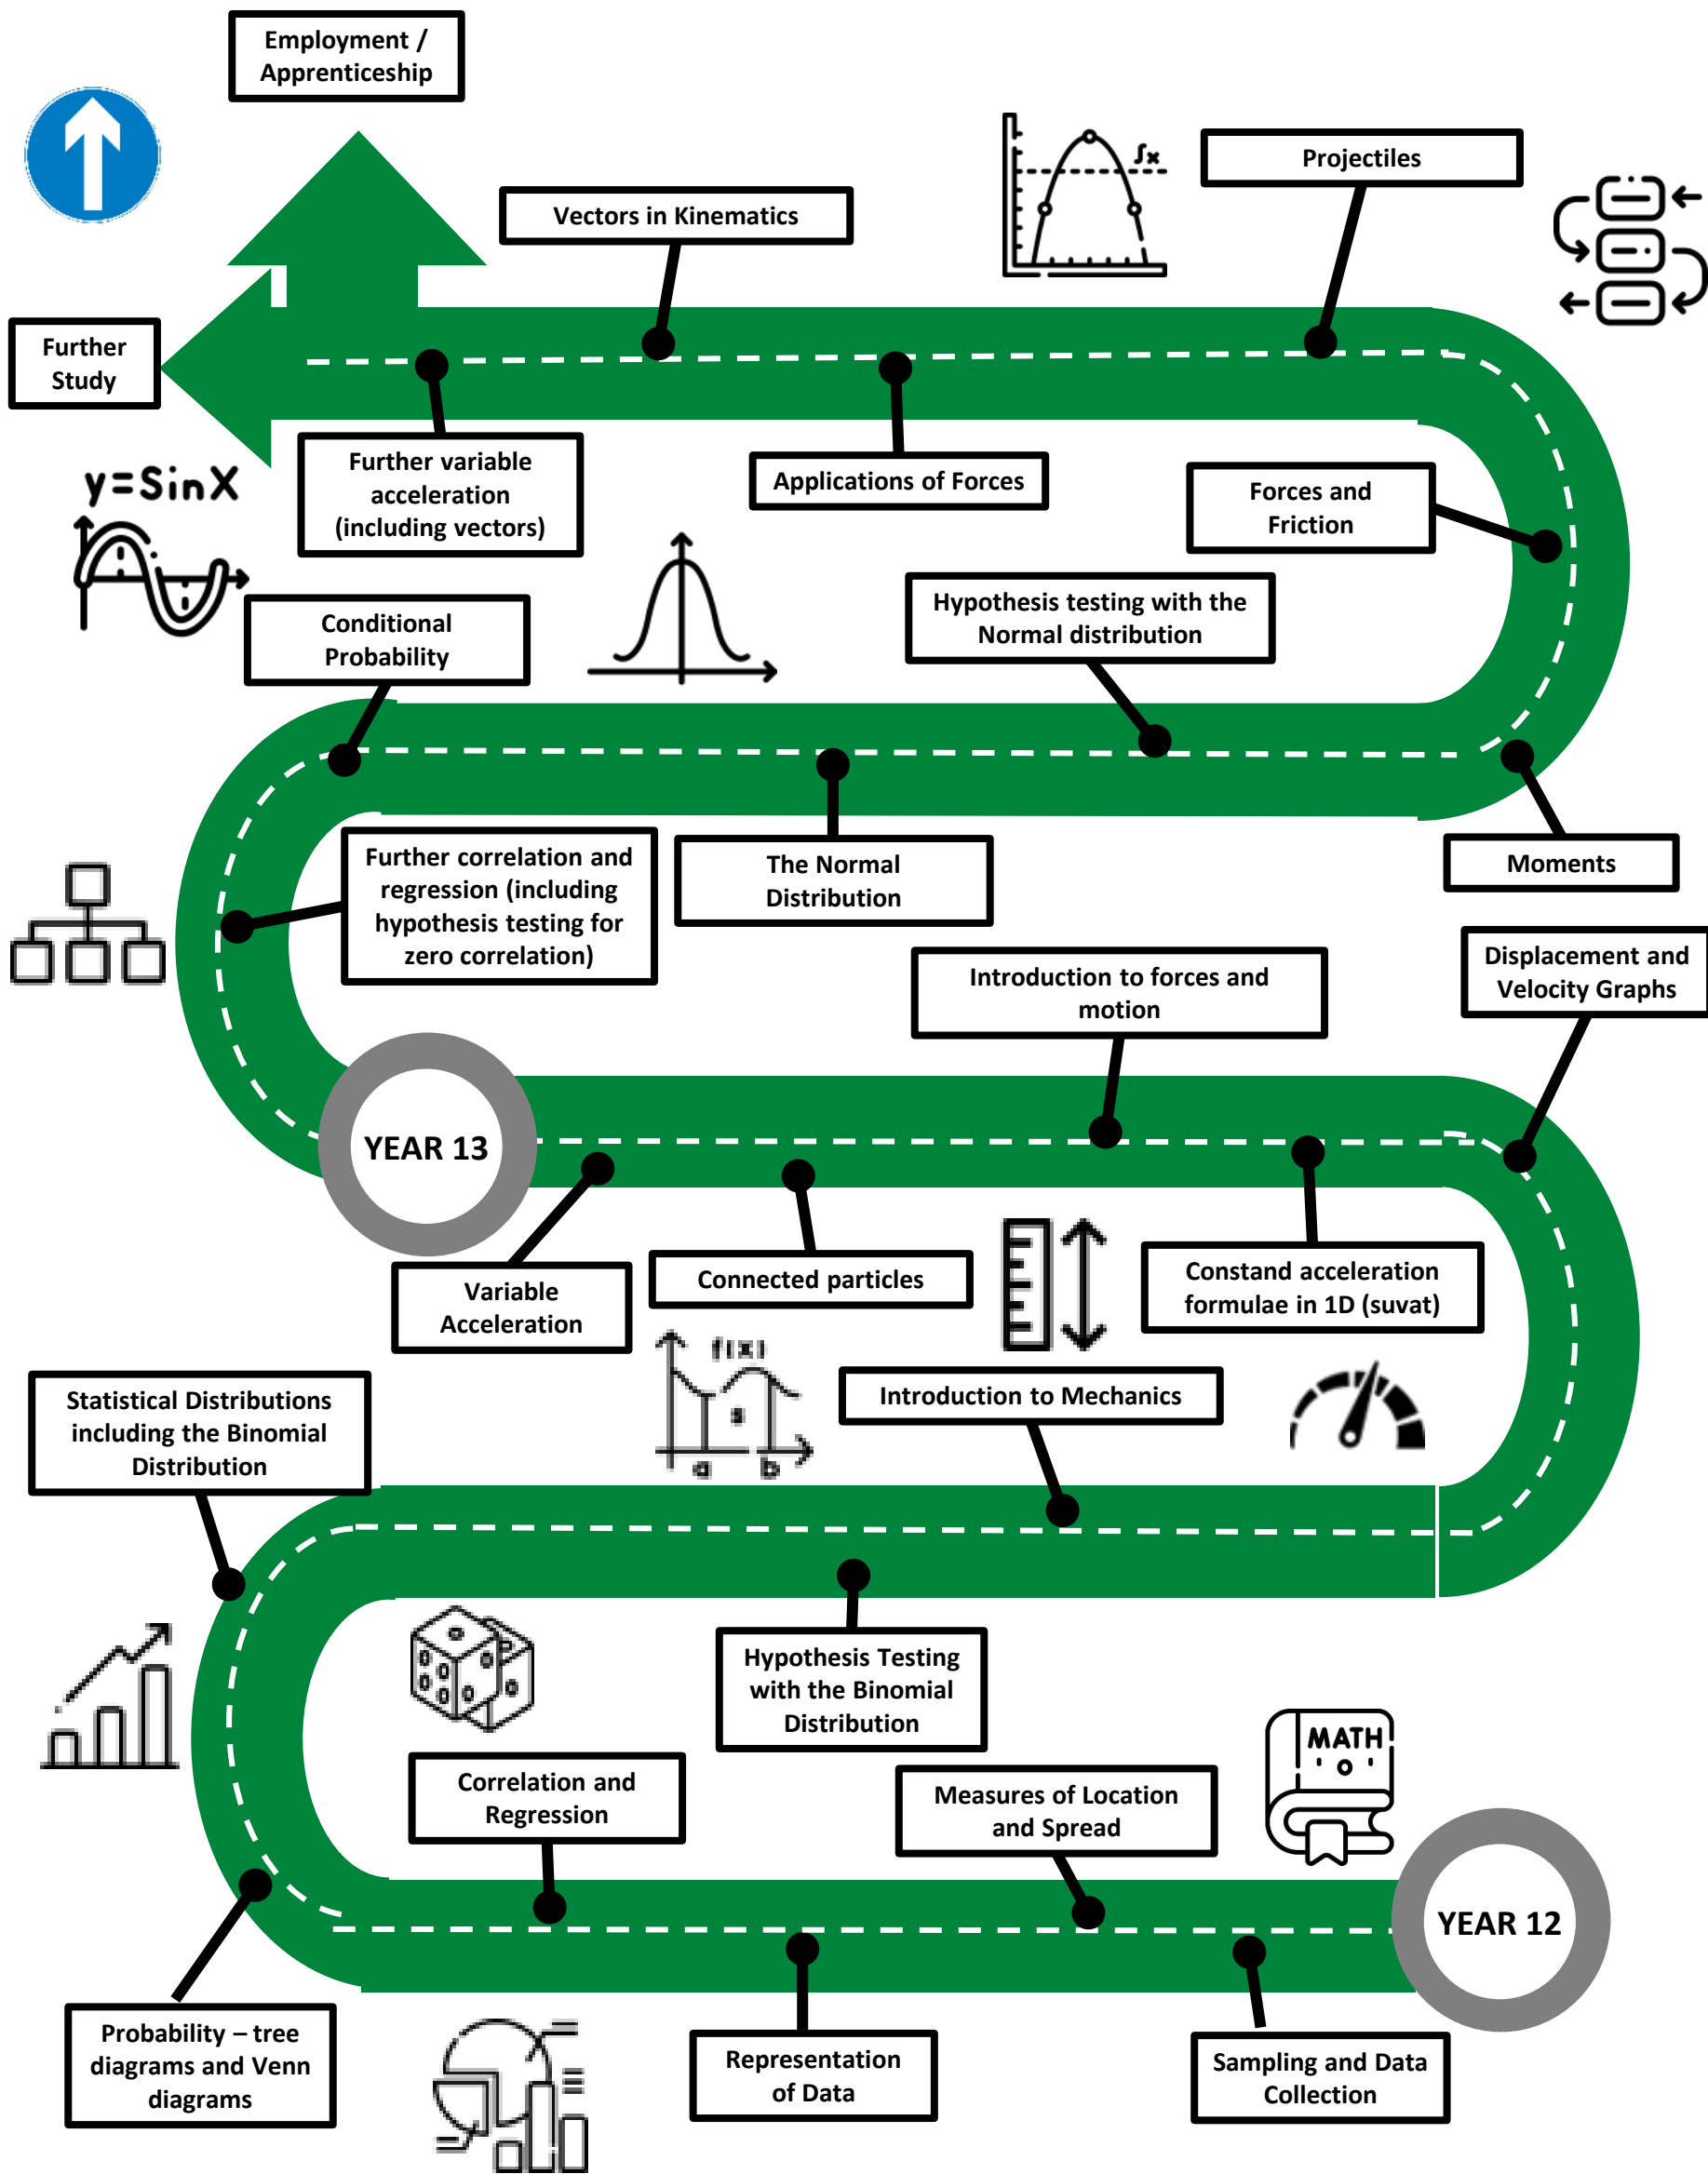 Employment /
Apprenticeship
Projectiles
Vectors in Kinematics
∫x
Further
Study
Further variable
acceleration
(including vectors)
Applications of Forces
Forces and
Friction
y=SinX
Conditional
Probability
Hypothesis testing with the
Normal distribution
Further correlation and
regression (including
hypothesis testing for
zero correlation)
The Normal
Distribution
Moments
Introduction to forces and
motion
Displacement and
Velocity Graphs
YEAR 13
Variable
Acceleration
Connected particles
Constand acceleration
formulae in 1D (suvat)
f(x)
s
a b
Introduction to Mechanics
Statistical Distributions
including the Binomial
Distribution
Hypothesis Testing
with the Binomial
Distribution
MATH
Correlation and
Regression
Measures of Location
and Spread
YEAR 12
Probability – tree
diagrams and Venn
diagrams
Representation
of Data
Sampling and Data
Collection